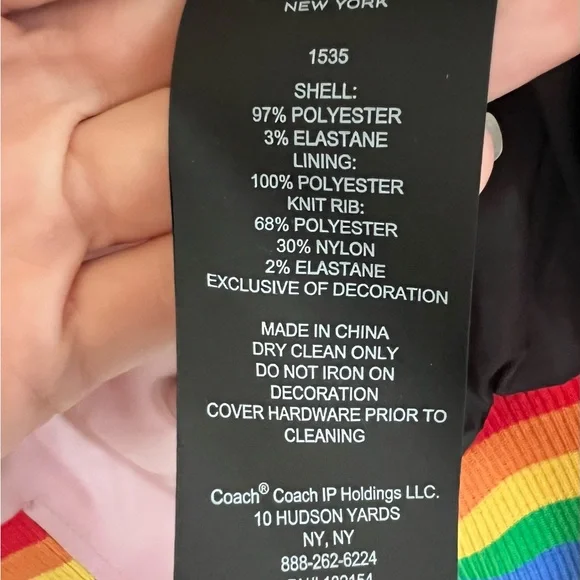 NEW YORK
1535
SHELL:
97% POLYESTER
3% ELASTANE
LINING:
100% POLYESTER
KNIT RIB:
68% POLYESTER
30% NYLON
2% ELASTANE
EXCLUSIVE OF DECORATION
MADE IN CHINA
DRY CLEAN ONLY
DO NOT IRON ON
DECORATION
COVER HARDWARE PRIOR TO
CLEANING
Coach® Coach IP Holdings LLC.
10 HUDSON YARDS
NY, NY
888-262-6224